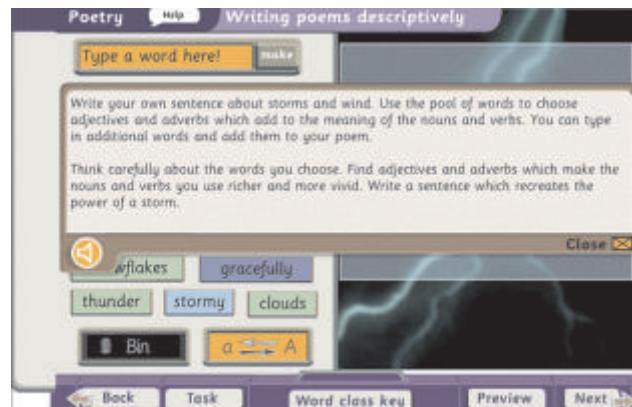 Poetry Help Writing poems descriptively
Type a word here! make
Write your own sentence about storms and wind. Use the pool of words to choose
adjectives and adverbs which add to the meaning of the nouns and verbs. You can type
in additional words and add them to your poem.
Think carefully about the words you choose. Find adjectives and adverbs which make the
nouns and verbs you use richer and more vivid. Write a sentence which recreates the
power of a storm.
Close
wflakes gracefully
thunder stormy clouds
Bin a A
Back Task Word class key Preview Next